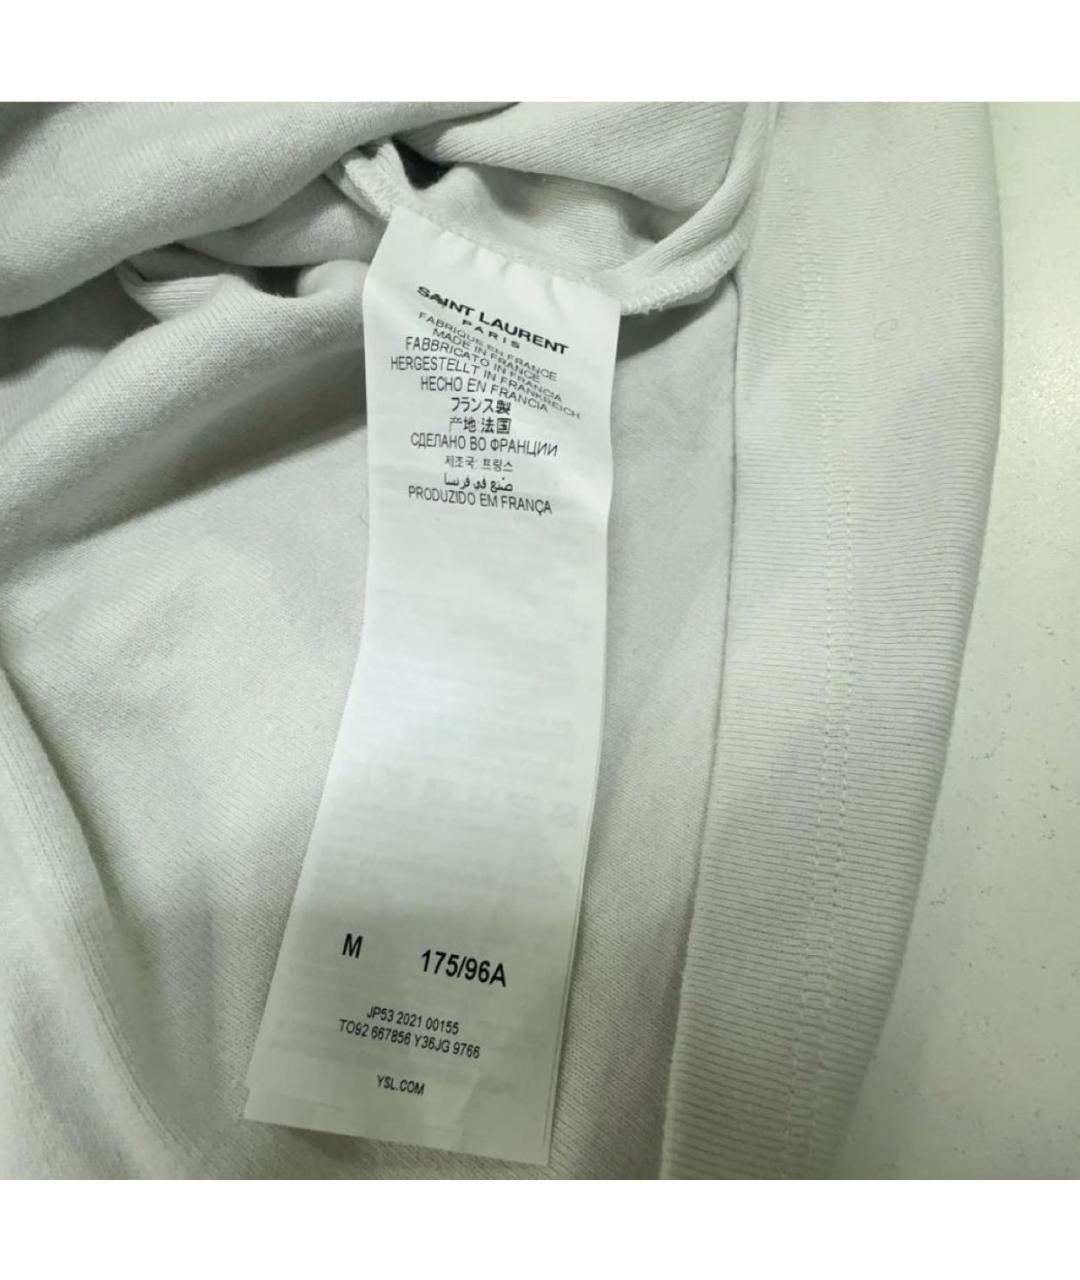 SAINT LAURENT
PARIS
FABRIQUE EN FRANCE
MADE IN FRANCE
FABBRICATO IN FRANCIA
HERGESTELLT IN FRANKREICH
HECHO EN FRANCIA
フランス製
产地:法国
СДЕЛАНО ВО ФРАНЦИИ
제조국: 프랑스
صُنع في فرنسا
PRODUZIDO EM FRANÇA
M 175/96A
JP53 2021 00155
TO92 667856 Y36JG 9766
YSL.COM